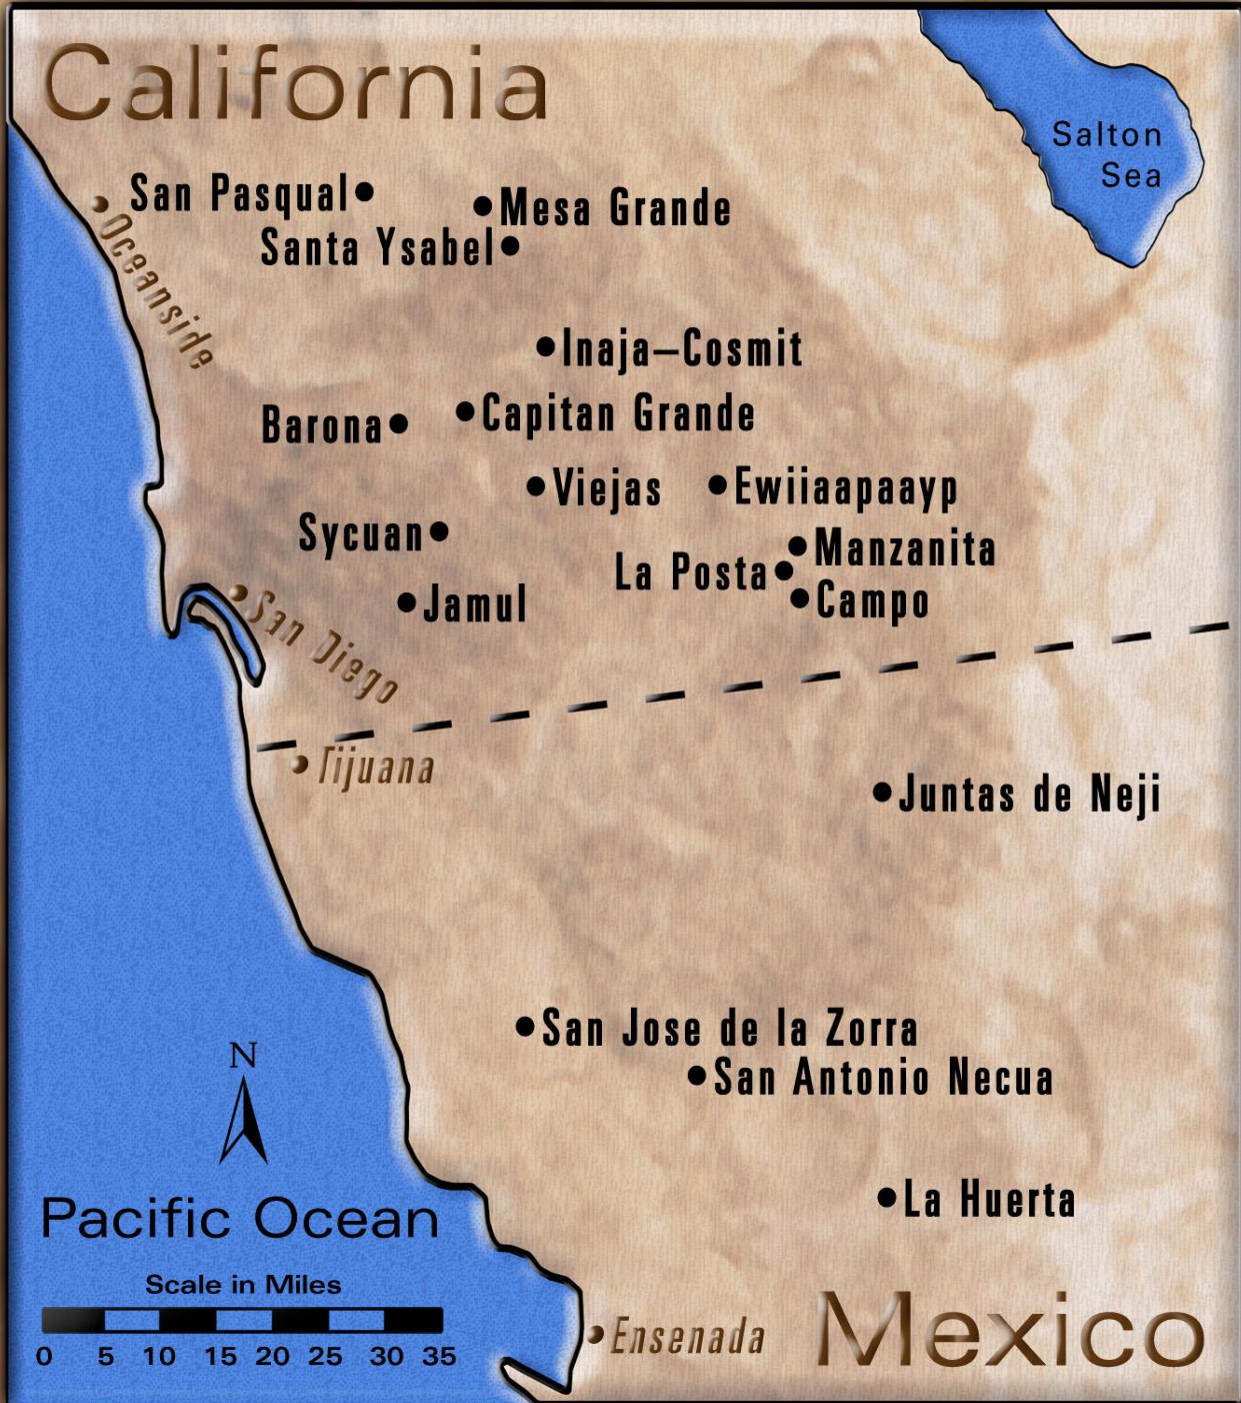 California
Salton
Sea
San Pasqual
Mesa Grande
Oceanside
Santa Ysabel
Inaja–Cosmit
Barona
Capitan Grande
Viejas
Ewiiaapaayp
Sycuan
Manzanita
La Posta
Jamul
Campo
San Diego
Tijuana
Juntas de Neji
San Jose de la Zorra
San Antonio Necua
N
La Huerta
Pacific Ocean
Scale in Miles
0 5 10 15 20 25 30 35
Ensenada
Mexico